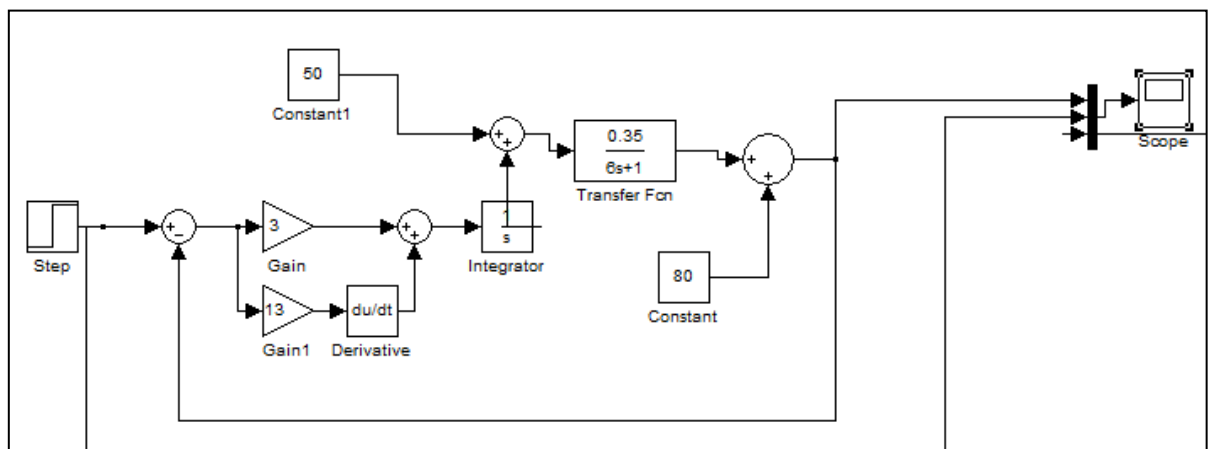 50
Constant1
0.35
6s+1
Transfer Fcn
Scope
Step
3
Gain
1
s
Integrator
80
Constant
13
Gain1
du/dt
Derivative